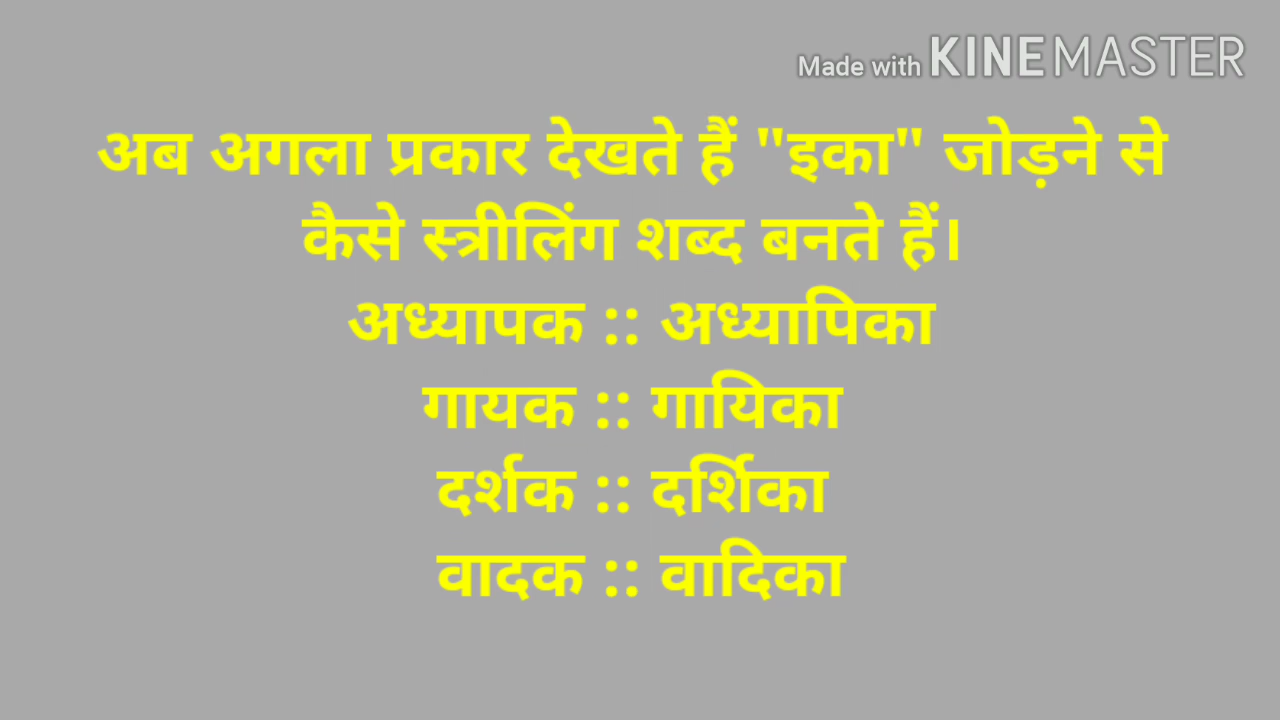 Made with KINEMASTER
अब अगला प्रकार देखते हैं "इका" जोड़ने से
कैसे स्त्रीलिंग शब्द बनते हैं।
अध्यापक :: अध्यापिका
गायक :: गायिका
दर्शक :: दर्शिका
वादक :: वादिका